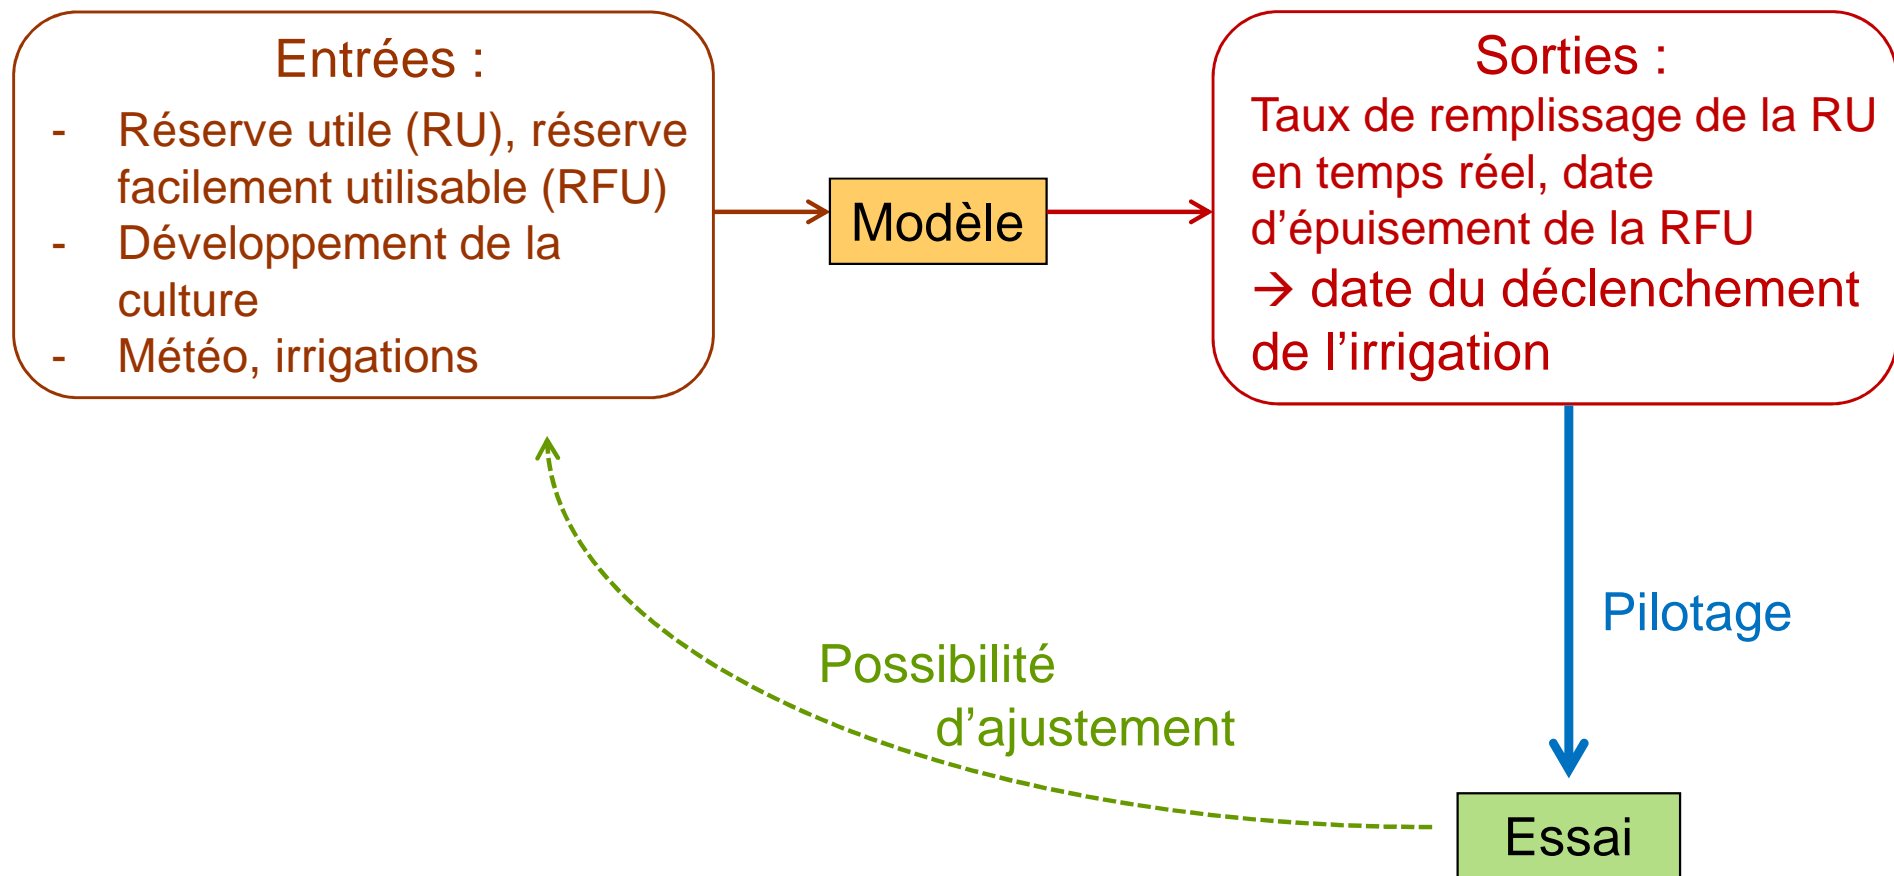 Entrées :
- Réserve utile (RU), réserve
facilement utilisable (RFU)
- Développement de la
culture
- Météo, irrigations
Modèle
Sorties :
Taux de remplissage de la RU
en temps réel, date
d’épuisement de la RFU
→ date du déclenchement
de l’irrigation
Pilotage
Possibilité
d’ajustement
Essai